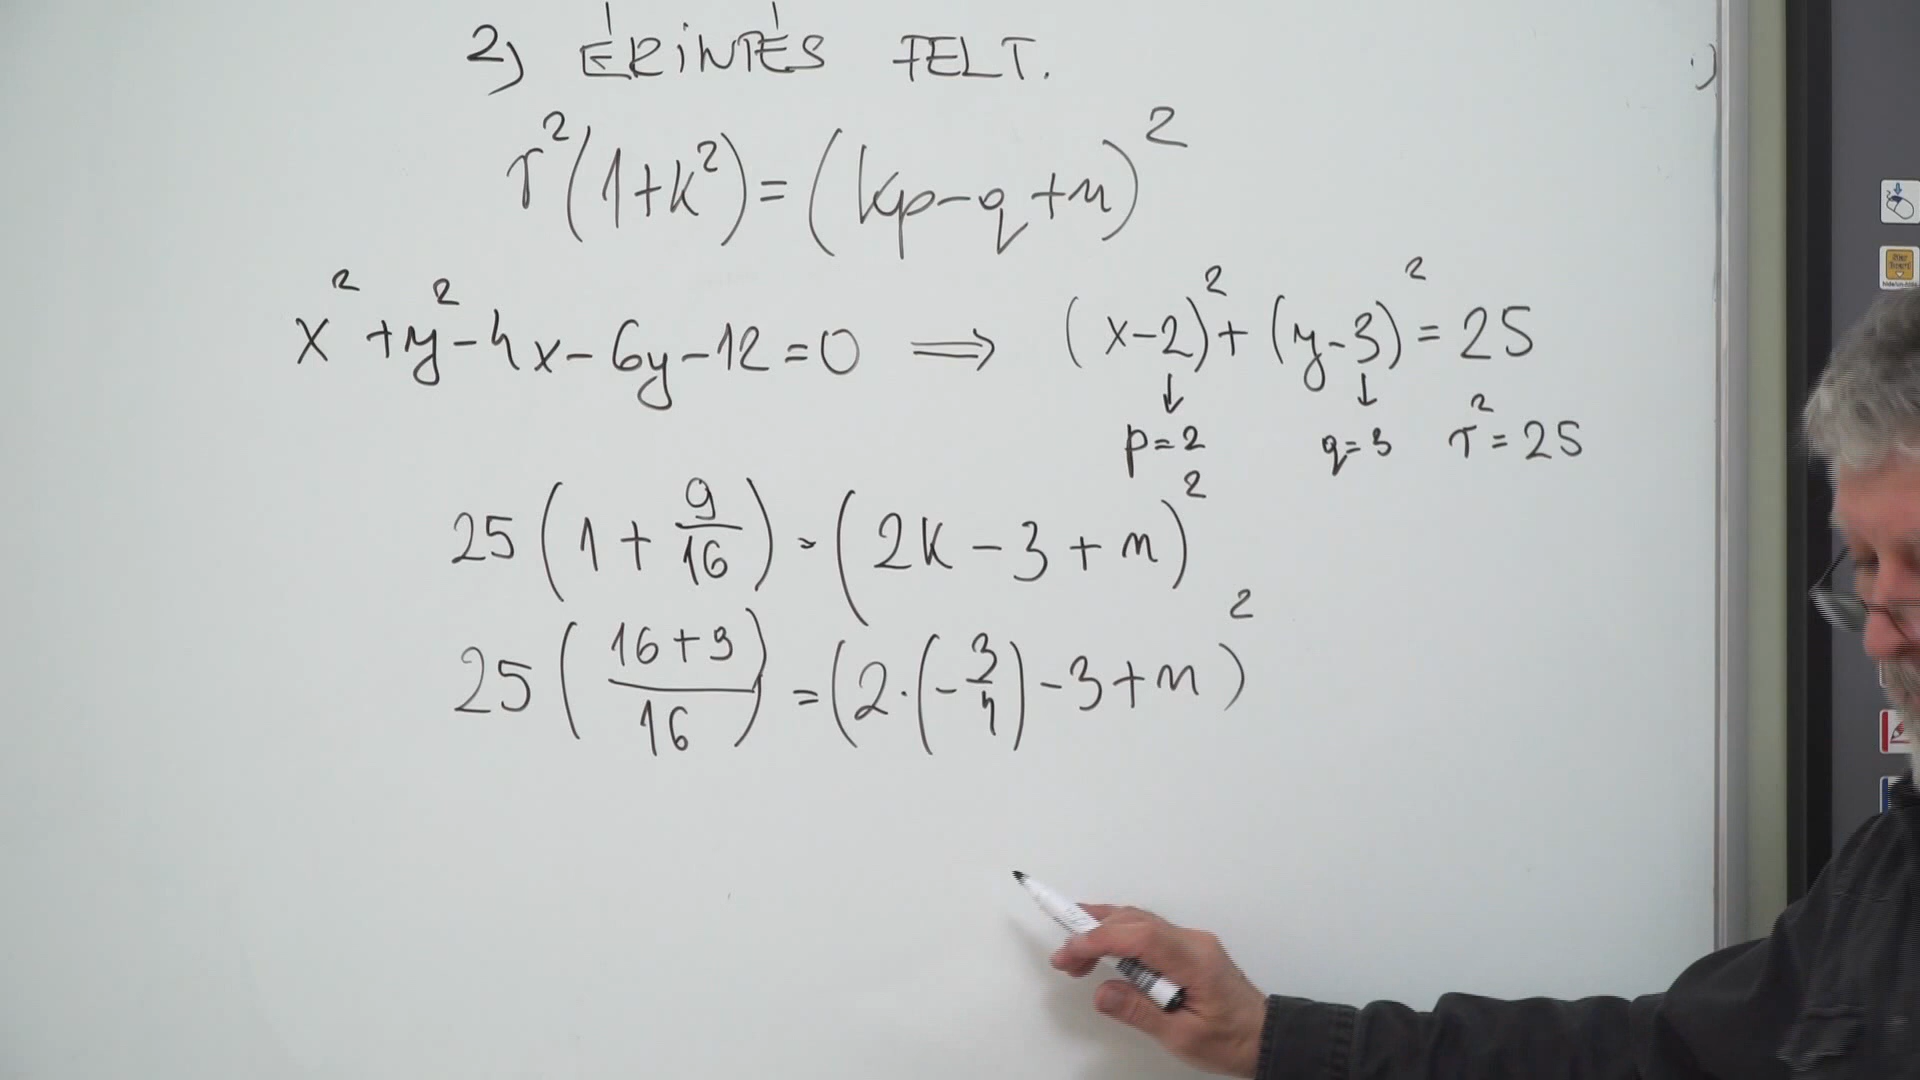 2) ÉRINTÉS FELT.
r²(1+k²)=(kp-q+n)²
x²+y²-4x-6y-12=0 ⟹ (x-2)²+(y-3)²=25
↓ ↓
p=2 q=3 r²=25
25(1+9/16)=(2k-3+n)²
25((16+9)/16)=(2·(-3/4)-3+n)²